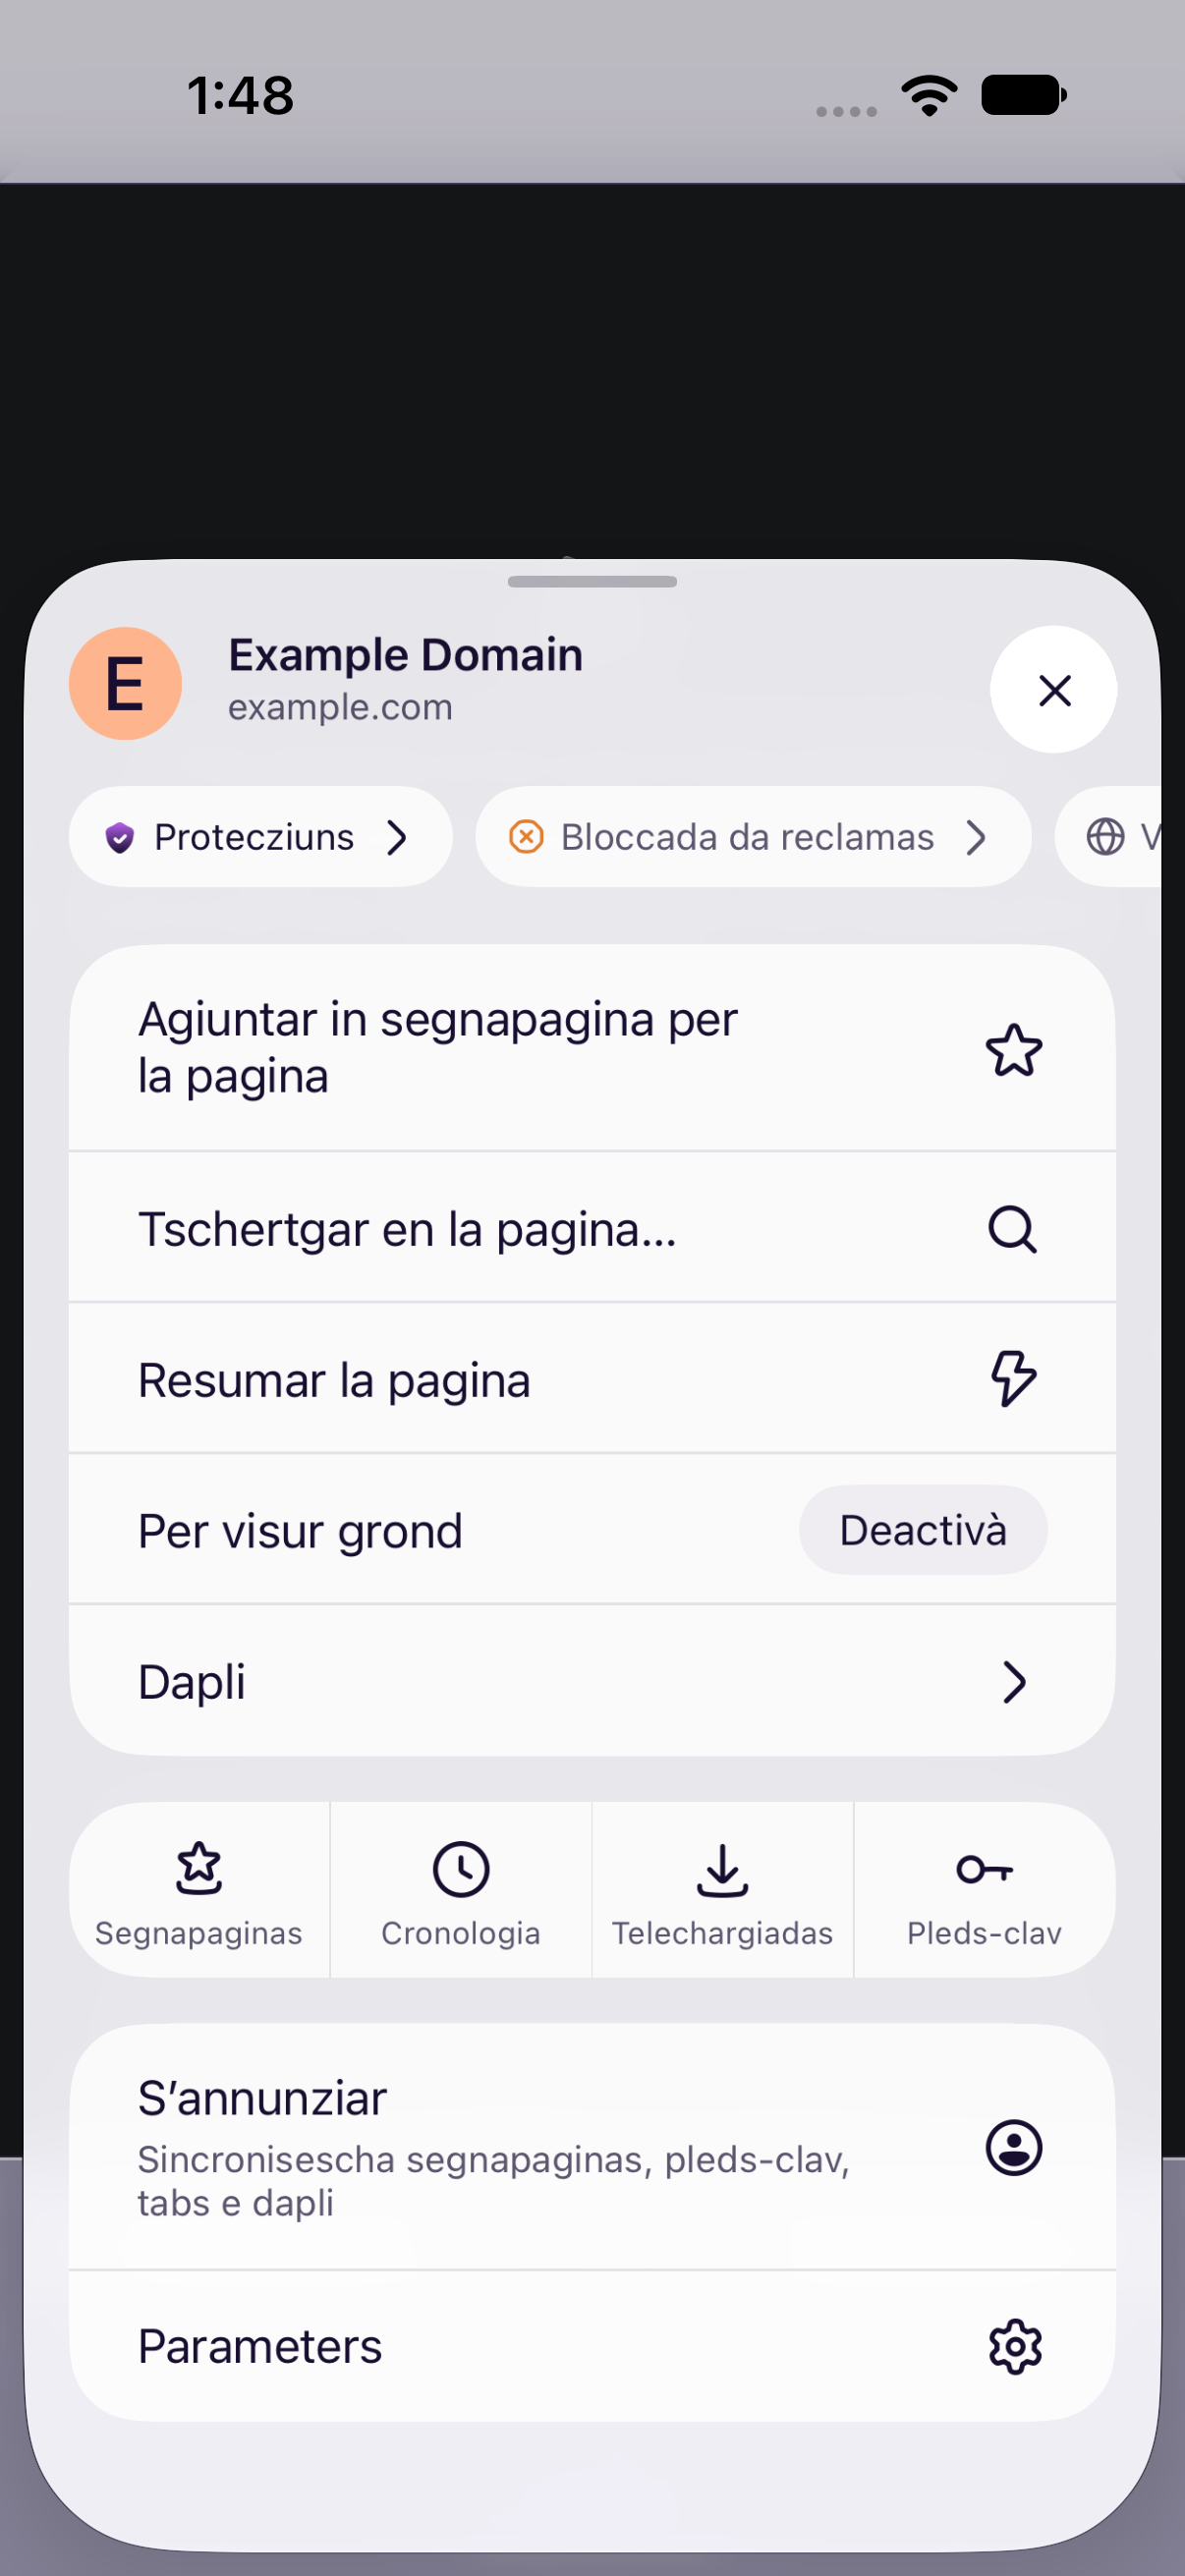 1:48
E
Example Domain
example.com
Protecziuns
Bloccada da reclamas
V
Agiuntar in segnapagina per
la pagina
Tschertgar en la pagina...
Resumar la pagina
Per visur grond
Deactivà
Dapli
Segnapaginas
Cronologia
Telechargiadas
Pleds-clav
S’annunziar
Sincronisescha segnapaginas, pleds-clav,
tabs e dapli
Parameters